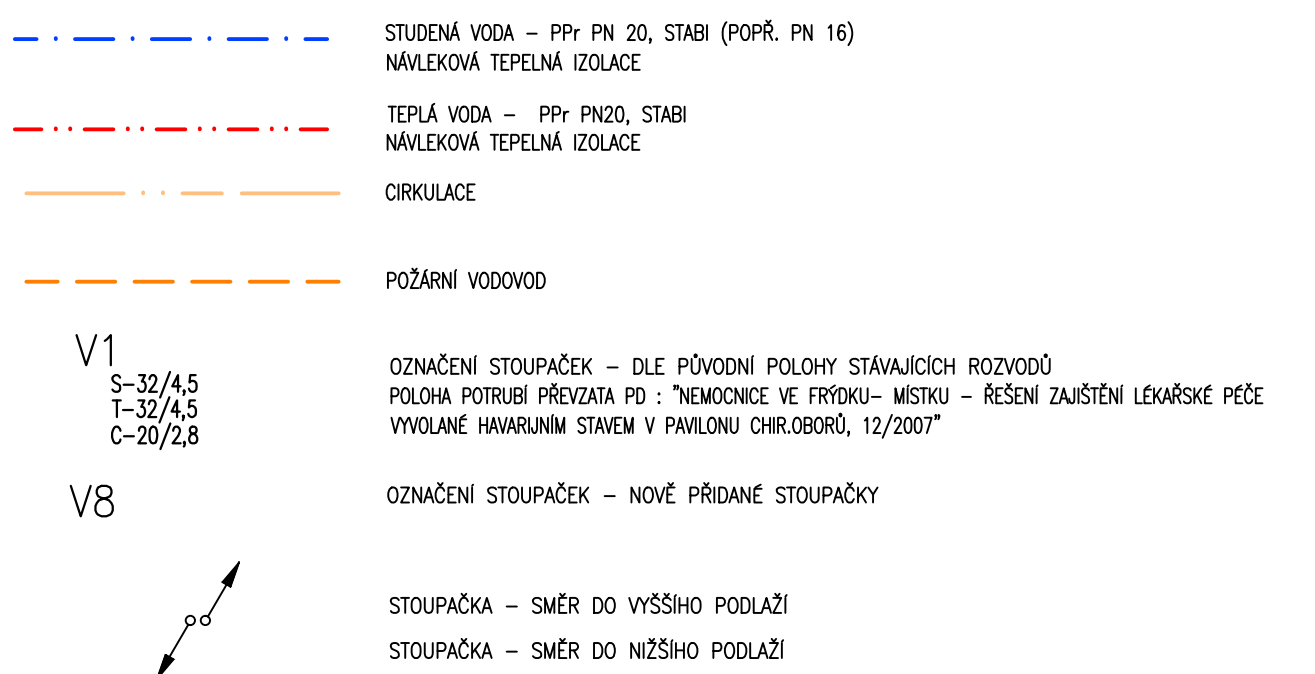 STUDENÁ VODA – PPr PN 20, STABI (POPŘ. PN 16)
NÁVLEKOVÁ TEPELNÁ IZOLACE
TEPLÁ VODA – PPr PN20, STABI
NÁVLEKOVÁ TEPELNÁ IZOLACE
CIRKULACE
POŽÁRNÍ VODOVOD
V1
S–32/4,5
T–32/4,5
C–20/2,8
OZNAČENÍ STOUPAČEK – DLE PŮVODNÍ POLOHY STÁVAJÍCÍCH ROZVODŮ
POLOHA POTRUBÍ PŘEVZATA PD : "NEMOCNICE VE FRÝDKU– MÍSTKU – ŘEŠENÍ ZAJIŠTĚNÍ LÉKAŘSKÉ PÉČE
VYVOLANÉ HAVARIJNÍM STAVEM V PAVILONU CHIR.OBORŮ, 12/2007"
V8
OZNAČENÍ STOUPAČEK – NOVĚ PŘIDANÉ STOUPAČKY
STOUPAČKA – SMĚR DO VYŠŠÍHO PODLAŽÍ
STOUPAČKA – SMĚR DO NIŽŠÍHO PODLAŽÍ